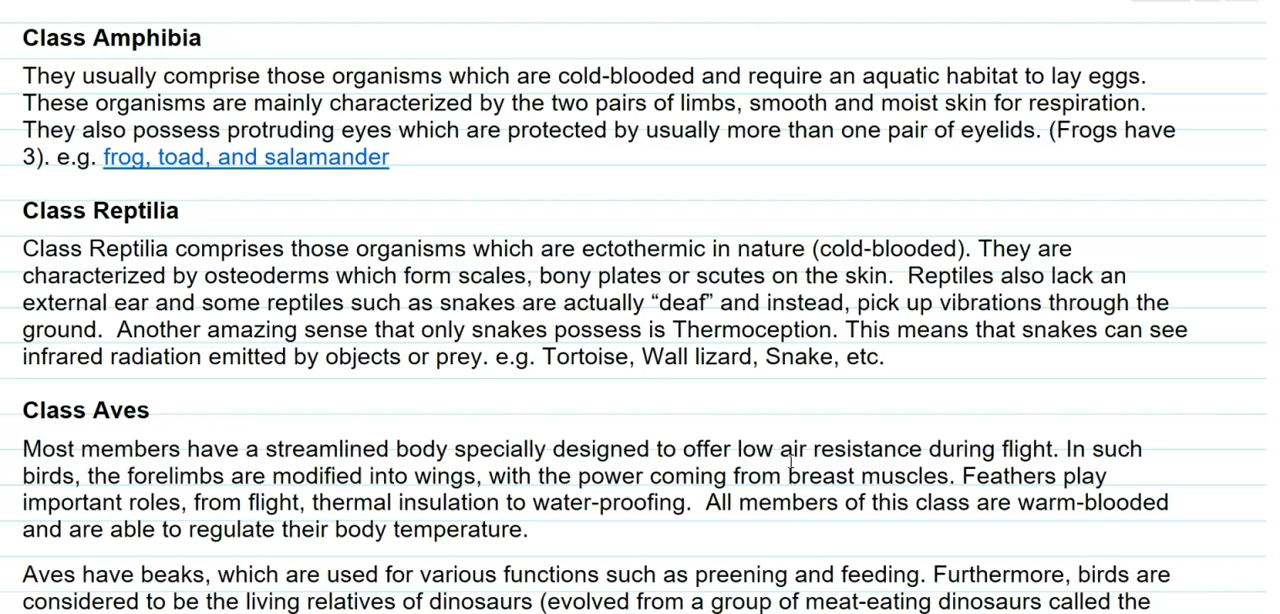 Class Amphibia
They usually comprise those organisms which are cold-blooded and require an aquatic habitat to lay eggs.
These organisms are mainly characterized by the two pairs of limbs, smooth and moist skin for respiration.
They also possess protruding eyes which are protected by usually more than one pair of eyelids. (Frogs have
3). e.g. frog, toad, and salamander
Class Reptilia
Class Reptilia comprises those organisms which are ectothermic in nature (cold-blooded). They are
characterized by osteoderms which form scales, bony plates or scutes on the skin.  Reptiles also lack an
external ear and some reptiles such as snakes are actually “deaf” and instead, pick up vibrations through the
ground.  Another amazing sense that only snakes possess is Thermoception. This means that snakes can see
infrared radiation emitted by objects or prey. e.g. Tortoise, Wall lizard, Snake, etc.
Class Aves
Most members have a streamlined body specially designed to offer low air resistance during flight. In such
birds, the forelimbs are modified into wings, with the power coming from breast muscles. Feathers play
important roles, from flight, thermal insulation to water-proofing.  All members of this class are warm-blooded
and are able to regulate their body temperature.
Aves have beaks, which are used for various functions such as preening and feeding. Furthermore, birds are
considered to be the living relatives of dinosaurs (evolved from a group of meat-eating dinosaurs called the